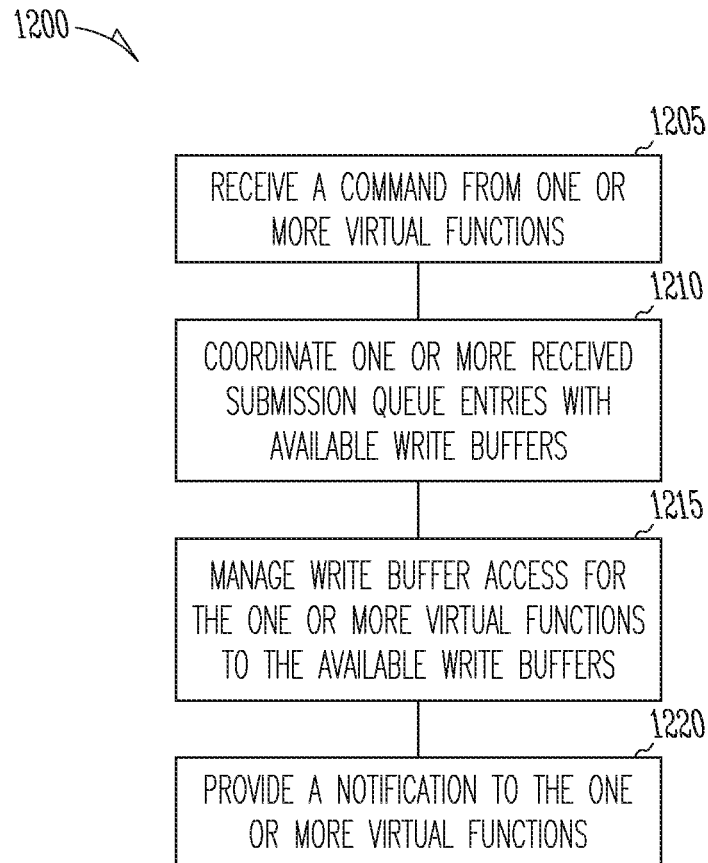 1200
1205
RECEIVE A COMMAND FROM ONE OR
MORE VIRTUAL FUNCTIONS
1210
COORDINATE ONE OR MORE RECEIVED
SUBMISSION QUEUE ENTRIES WITH
AVAILABLE WRITE BUFFERS
1215
MANAGE WRITE BUFFER ACCESS FOR
THE ONE OR MORE VIRTUAL FUNCTIONS
TO THE AVAILABLE WRITE BUFFERS
1220
PROVIDE A NOTIFICATION TO THE ONE
OR MORE VIRTUAL FUNCTIONS